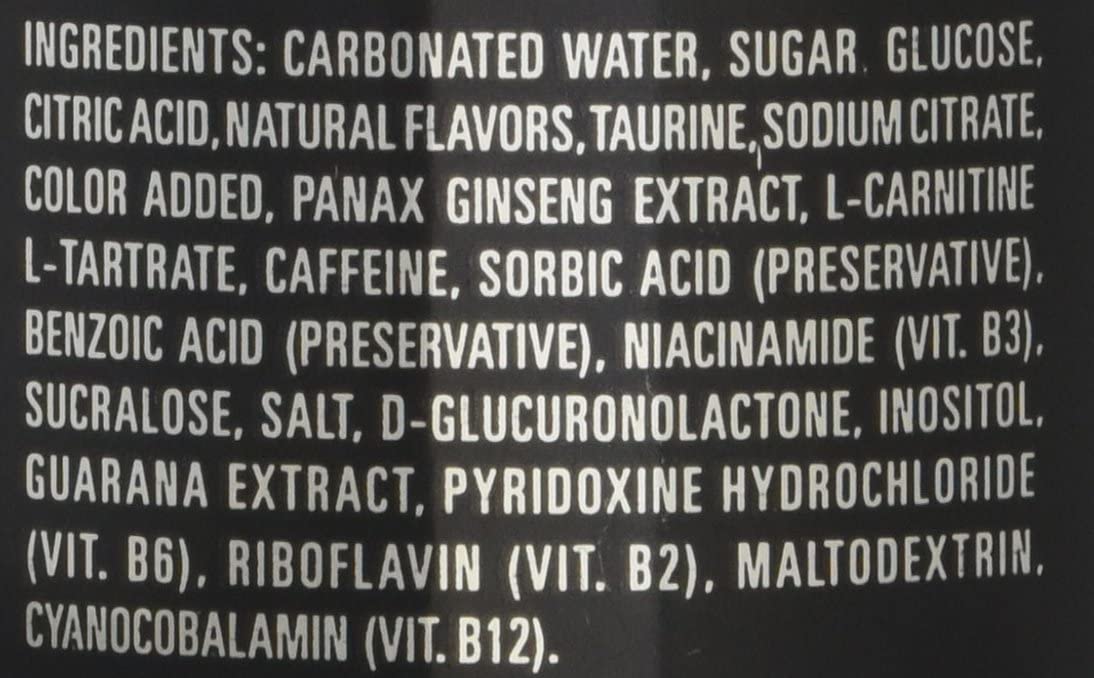 INGREDIENTS: CARBONATED WATER, SUGAR, GLUCOSE,
CITRIC ACID, NATURAL FLAVORS, TAURINE, SODIUM CITRATE,
COLOR ADDED, PANAX GINSENG EXTRACT, L-CARNITINE
L-TARTRATE, CAFFEINE, SORBIC ACID (PRESERVATIVE),
BENZOIC ACID (PRESERVATIVE), NIACINAMIDE (VIT. B3),
SUCRALOSE, SALT, D-GLUCURONOLACTONE, INOSITOL,
GUARANA EXTRACT, PYRIDOXINE HYDROCHLORIDE
(VIT. B6), RIBOFLAVIN (VIT. B2), MALTODEXTRIN,
CYANOCOBALAMIN (VIT. B12).